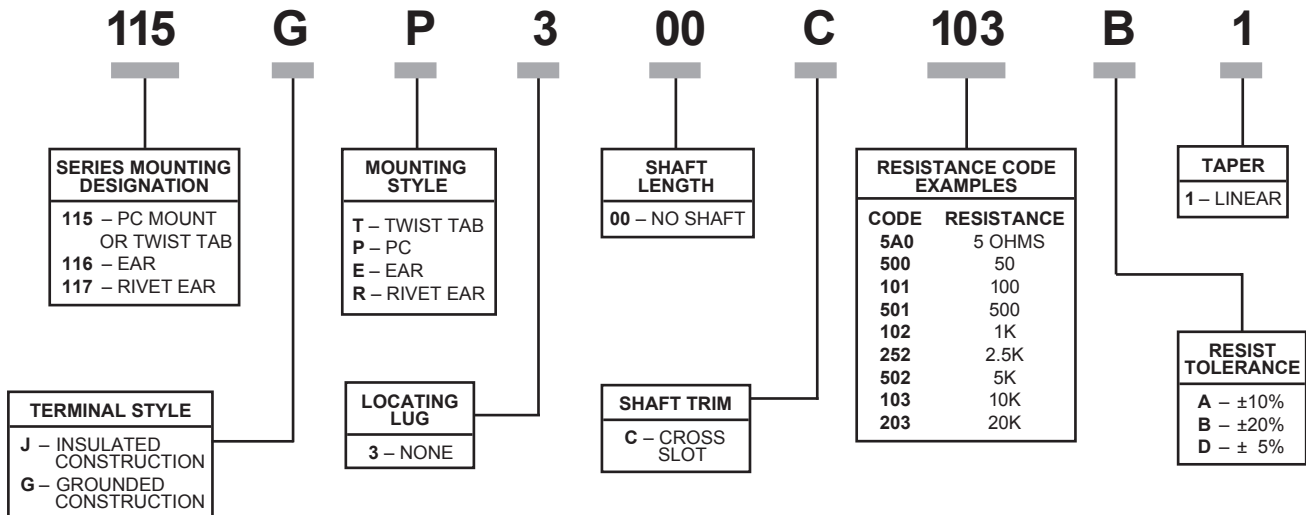 115 G P 3 00 C 103 B 1
SERIES MOUNTING
DESIGNATION
115 – PC MOUNT
OR TWIST TAB
116 – EAR
117 – RIVET EAR
MOUNTING
STYLE
T – TWIST TAB
P – PC
E – EAR
R – RIVET EAR
SHAFT
LENGTH
00 – NO SHAFT
RESISTANCE CODE
EXAMPLES
CODE RESISTANCE
5A0 5 OHMS
500 50
101 100
501 500
102 1K
252 2.5K
502 5K
103 10K
203 20K
TAPER
1 – LINEAR
TERMINAL STYLE
J – INSULATED
CONSTRUCTION
G – GROUNDED
CONSTRUCTION
LOCATING
LUG
3 – NONE
SHAFT TRIM
C – CROSS
SLOT
RESIST
TOLERANCE
A – ±10%
B – ±20%
D – ± 5%